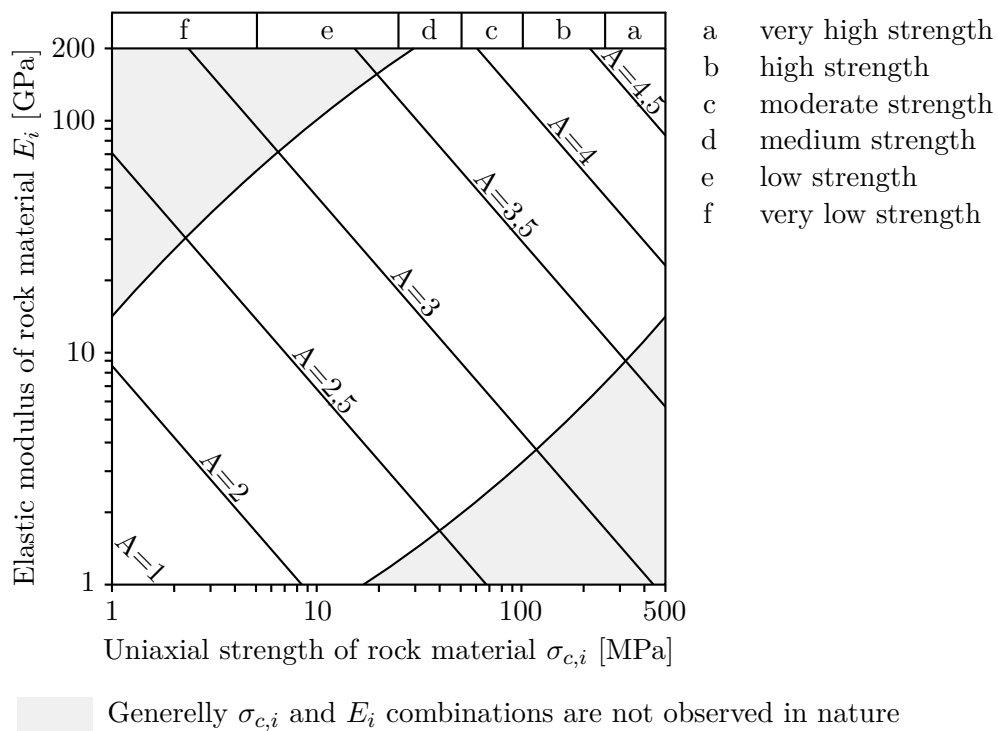 f e d c b a
a very high strength
b high strength
c moderate strength
d medium strength
e low strength
f very low strength
Elastic modulus of rock material E_i [GPa]
200
100
10
1
A=4,5
A=4
A=3,5
A=3
A=2,5
A=2
A=1
1 10 100 500
Uniaxial strength of rock material σ_{c,i} [MPa]
Generelly σ_{c,i} and E_i combinations are not observed in nature